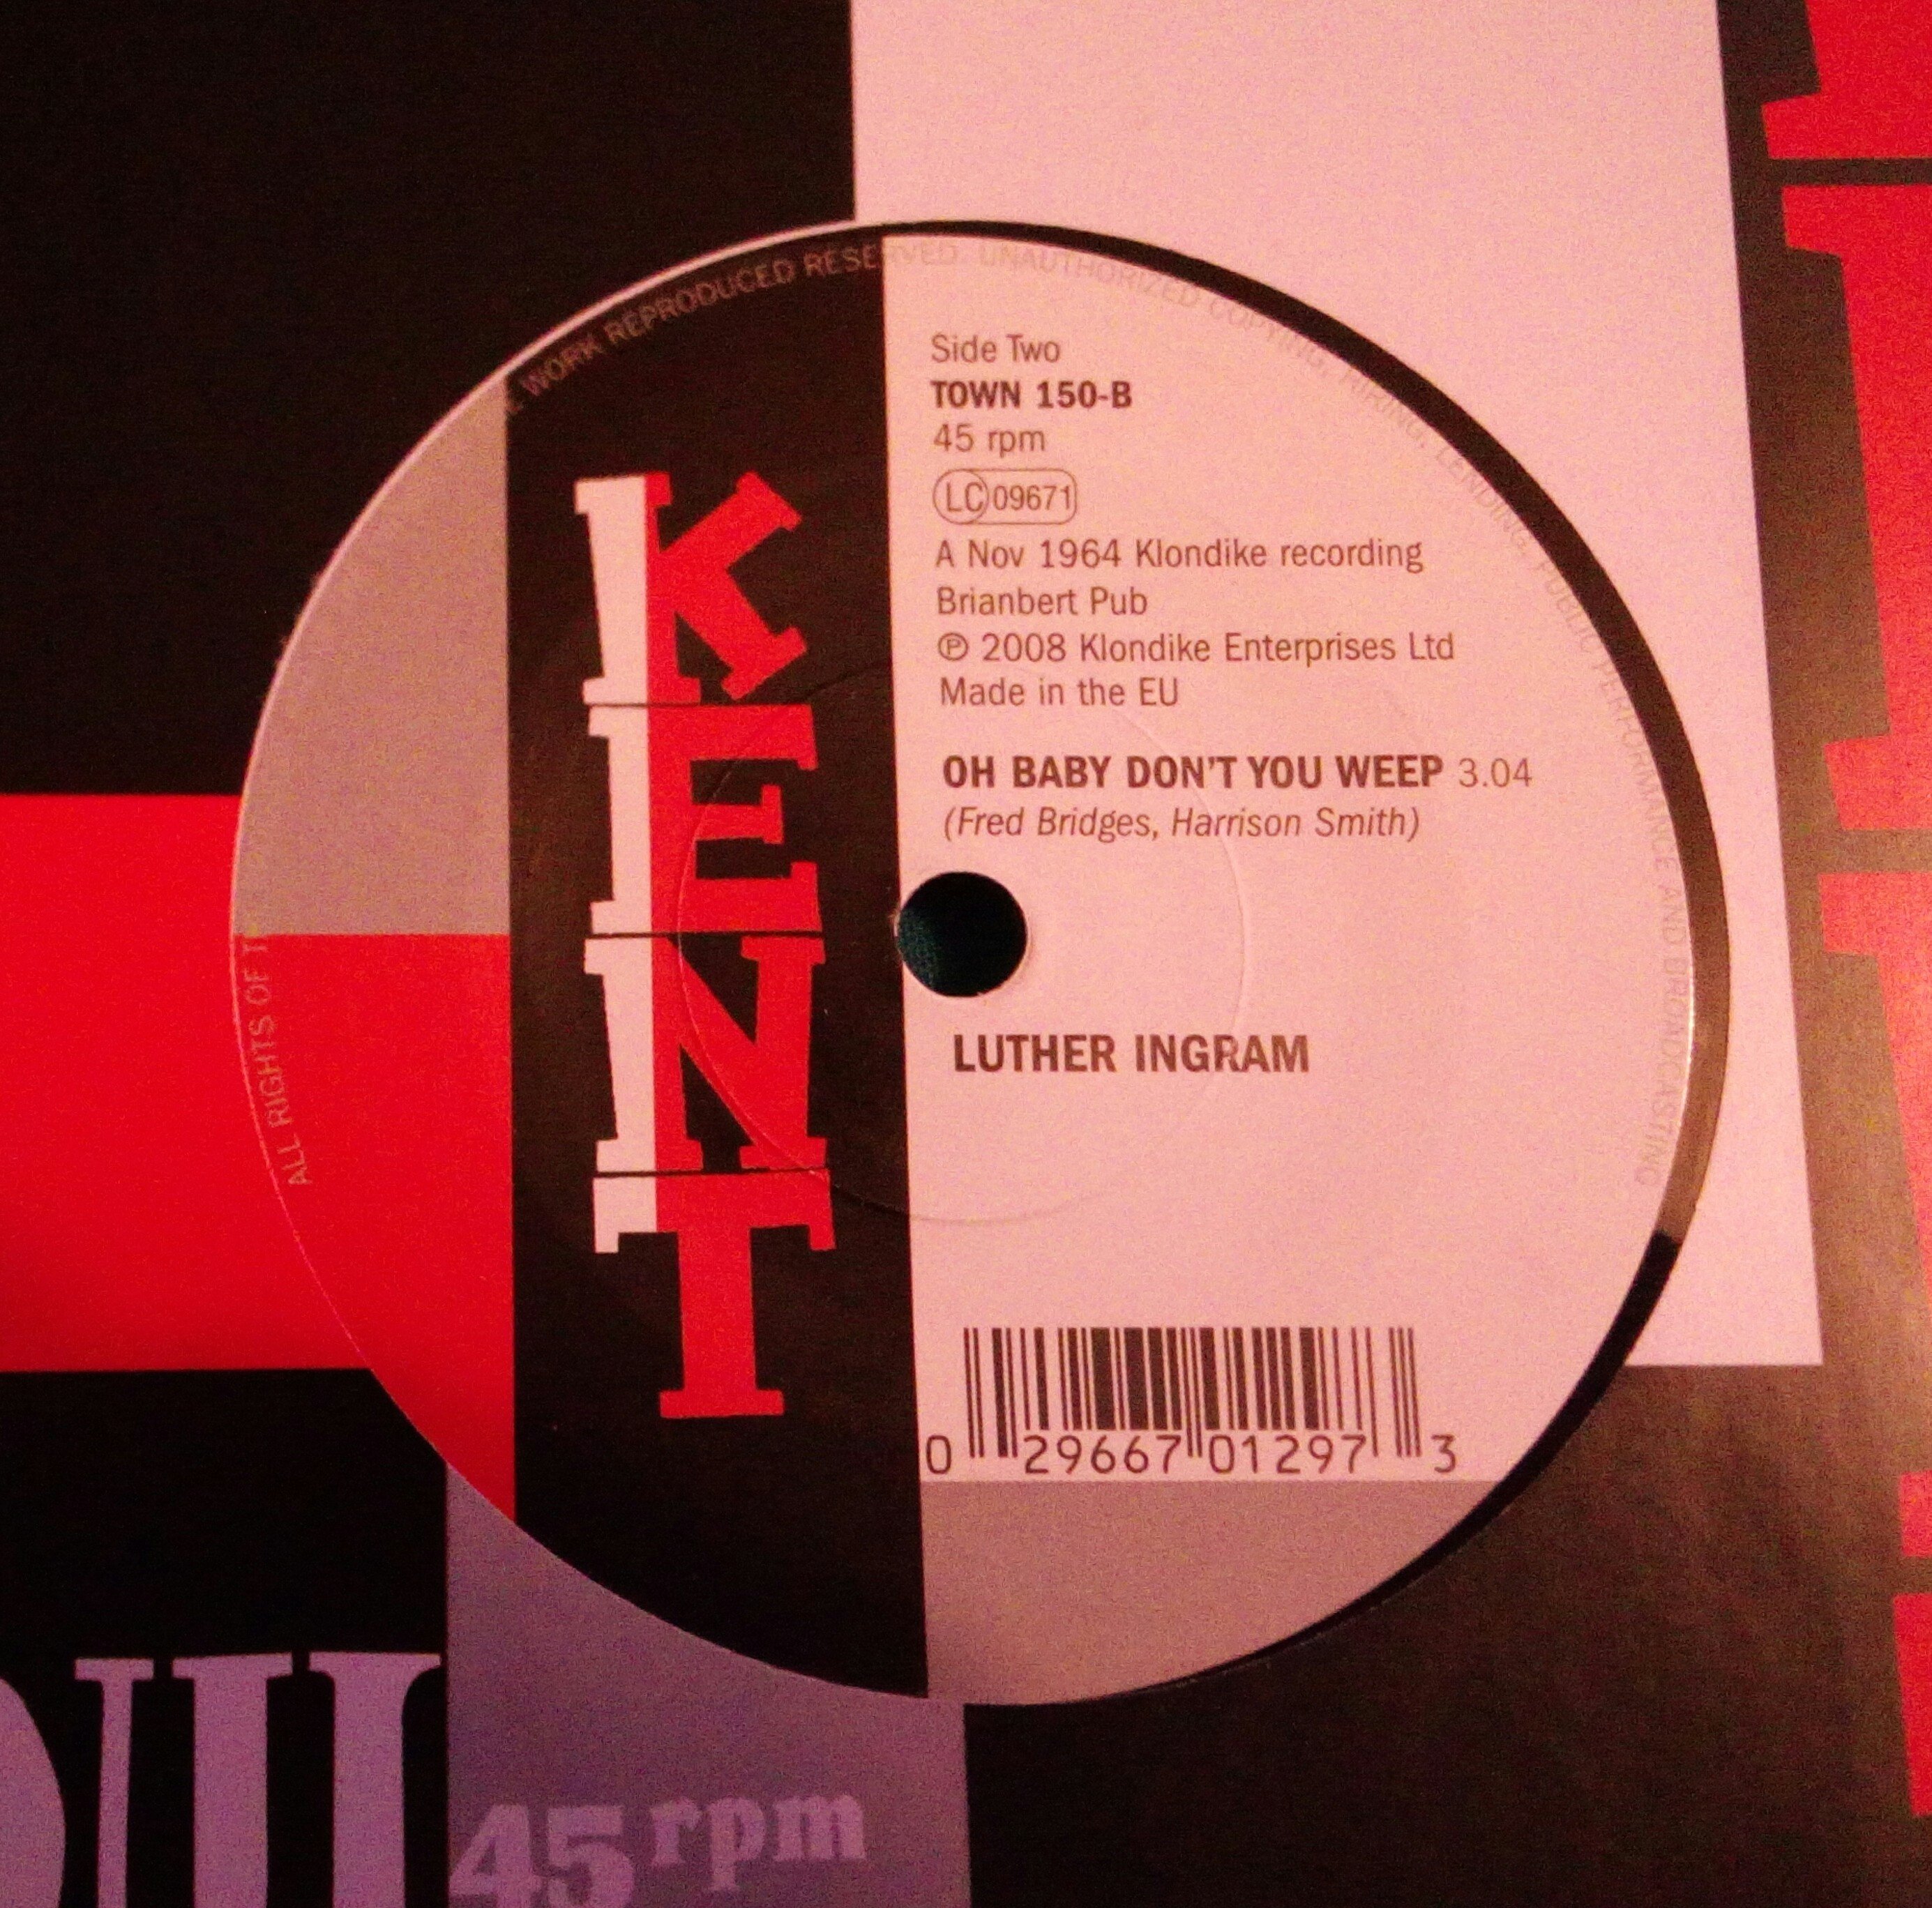 ALL RIGHTS OF T
WORK REPRODUCED RESERVED. UNAUTHORIZED COPYING, HIRING, LENDING, PUBLIC PERFORMANCE AND BROADCASTING
KENT
Side Two
TOWN 150-B
45 rpm
LC 09671
A Nov 1964 Klondike recording
Brianbert Pub
℗ 2008 Klondike Enterprises Ltd
Made in the EU
OH BABY DON'T YOU WEEP 3.04
(Fred Bridges, Harrison Smith)
LUTHER INGRAM
0 29667 01297 3
45 rpm